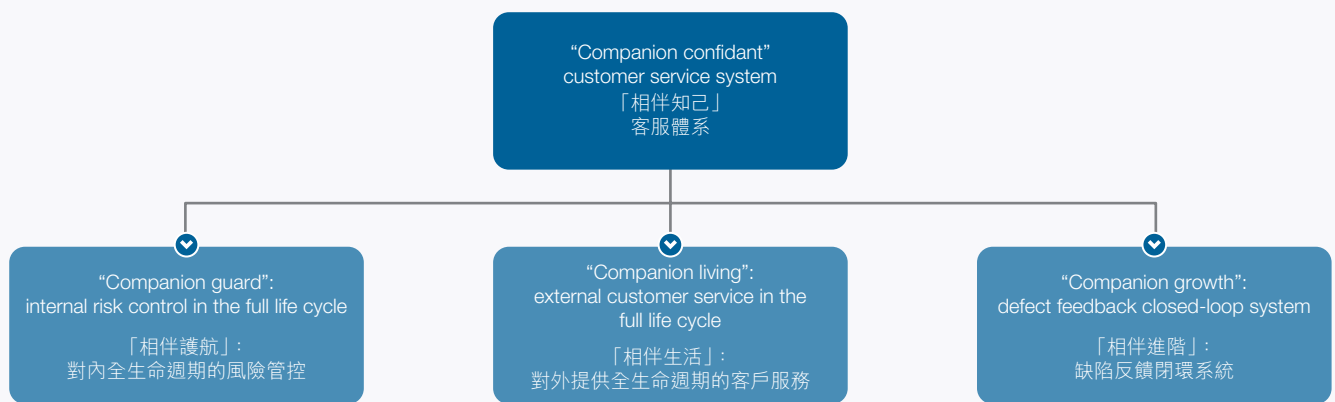 “Companion confidant”
customer service system
「相伴知己」
客服體系
“Companion guard”:
internal risk control in the full life cycle
「相伴護航」:
對內全生命週期的風險管控
“Companion living”:
external customer service in the
full life cycle
「相伴生活」:
對外提供全生命週期的客戶服務
“Companion growth”:
defect feedback closed-loop system
「相伴進階」:
缺陷反饋閉環系統